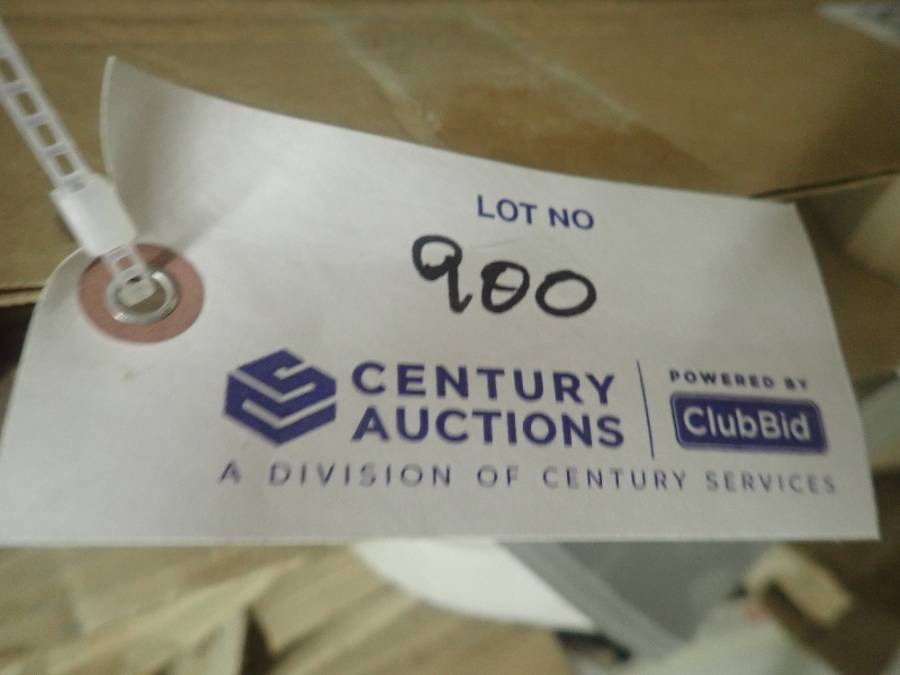 LOT NO
900
CENTURY
AUCTIONS
POWERED BY
ClubBid
A DIVISION OF CENTURY SERVICES